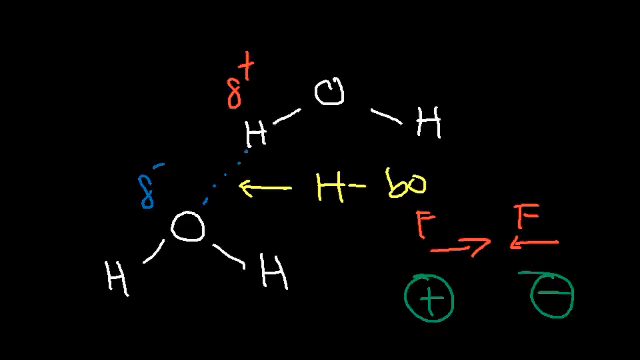 δ+
H O H
δ- H- bo
F F
O
H H
+ -